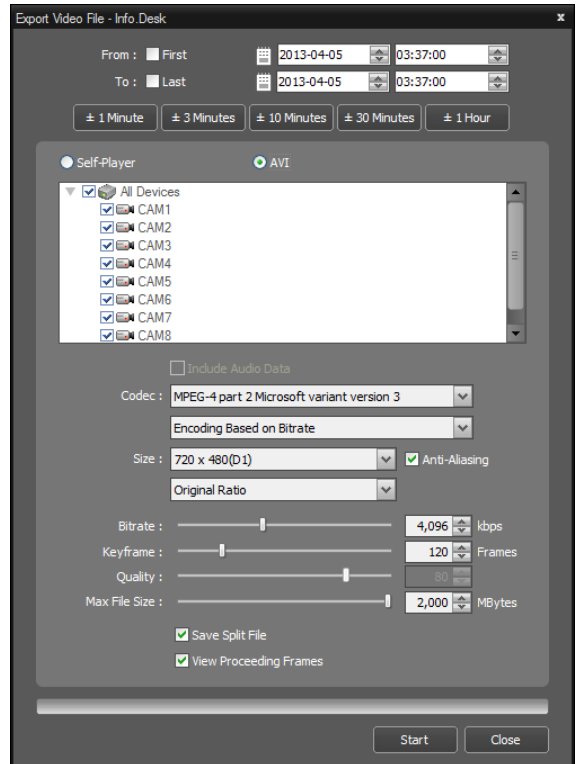 Export Video File - Info.Desk x
From : First 2013-04-05 03:37:00
To : Last 2013-04-05 03:37:00
± 1 Minute ± 3 Minutes ± 10 Minutes ± 30 Minutes ± 1 Hour
Self-Player AVI
All Devices
CAM1
CAM2
CAM3
CAM4
CAM5
CAM6
CAM7
CAM8
Include Audio Data
Codec : MPEG-4 part 2 Microsoft variant version 3
Encoding Based on Bitrate
Size : 720 x 480(D1) Anti-Aliasing
Original Ratio
Bitrate : 4,096 kbps
Keyframe : 120 Frames
Quality : 80
Max File Size : 2,000 MBytes
Save Split File
View Proceeding Frames
Start Close